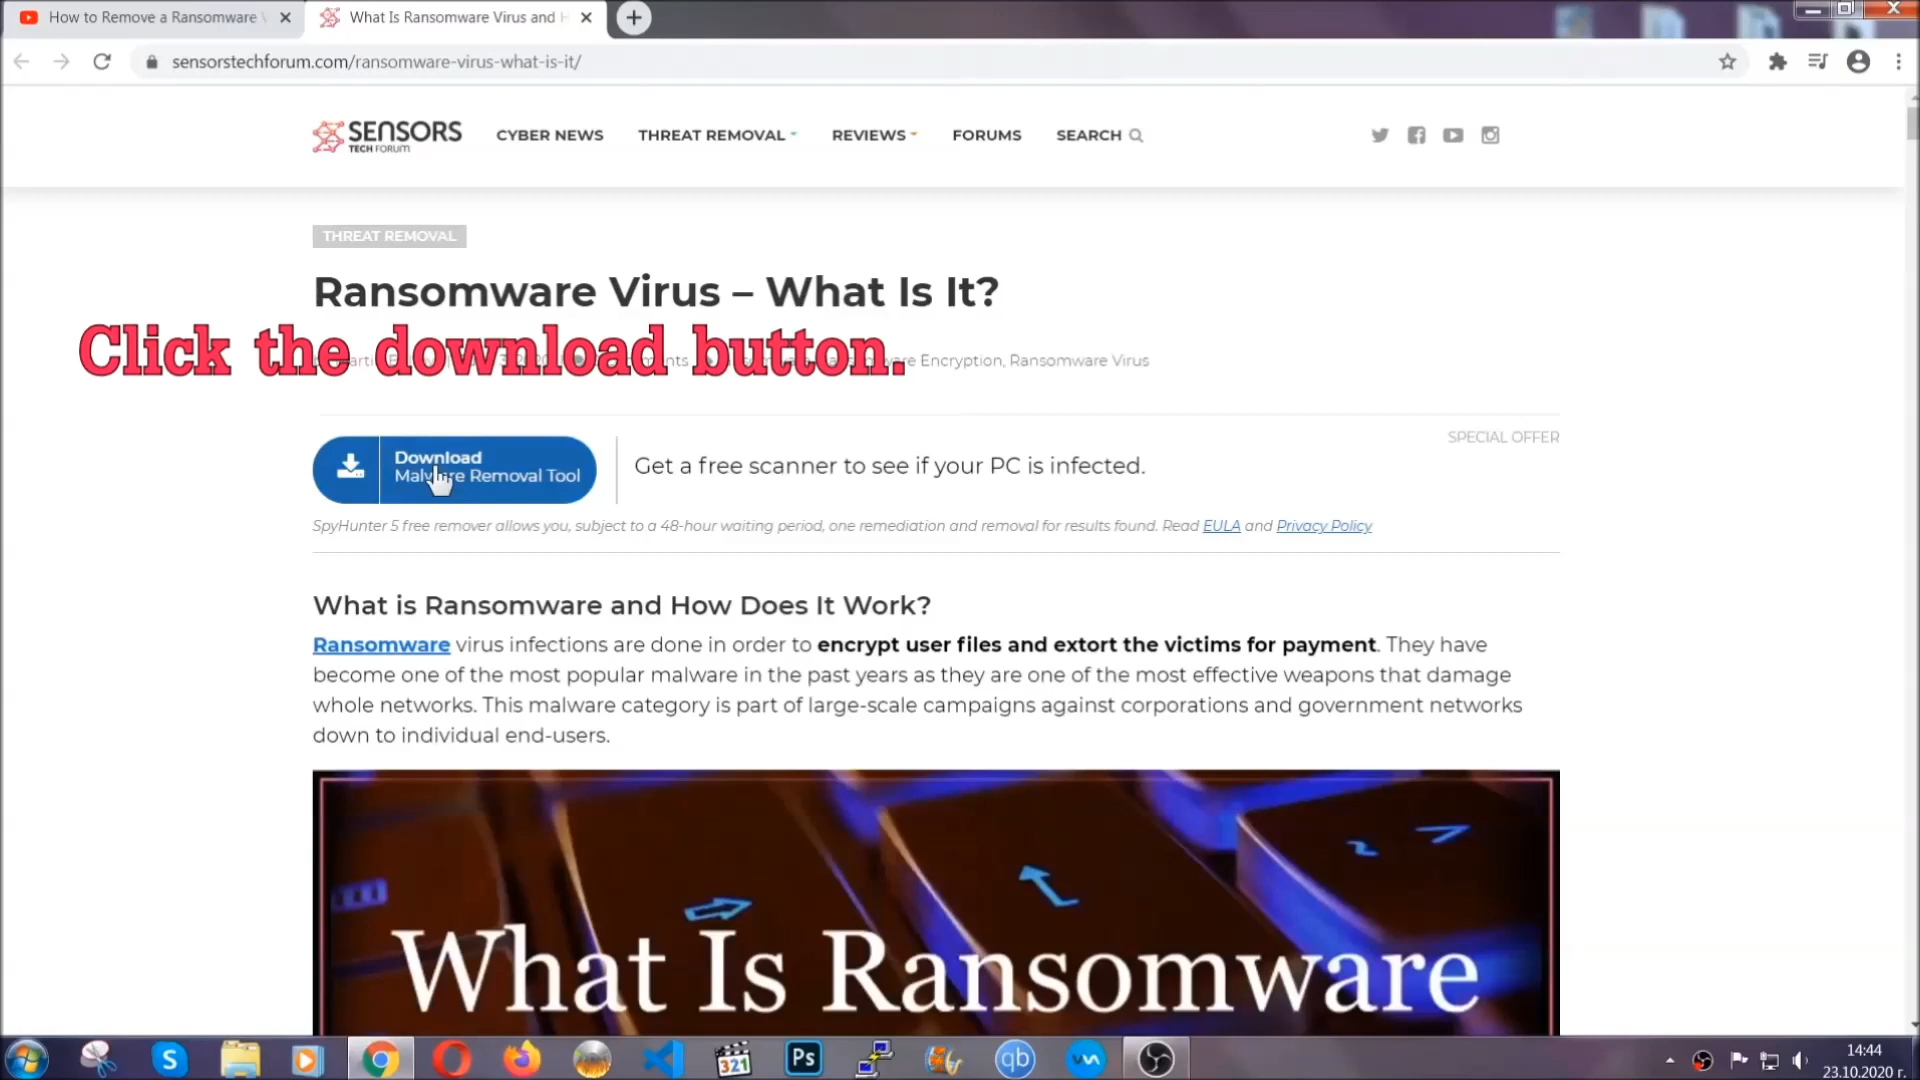 How to Remove a Ransomware
What Is Ransomware Virus and
sensorstechforum.com/ransomware-virus-what-is-it/
SENSORS
TECH FORUM
CYBER NEWS
THREAT REMOVAL
REVIEWS
FORUMS
SEARCH
THREAT REMOVAL
Ransomware Virus – What Is It?
Click the download button.
Encryption, Ransomware Virus
SPECIAL OFFER
Download
Malware Removal Tool
Get a free scanner to see if your PC is infected.
SpyHunter 5 free remover allows you, subject to a 48-hour waiting period, one remediation and removal for results found. Read EULA and Privacy Policy
What is Ransomware and How Does It Work?
Ransomware virus infections are done in order to encrypt user files and extort the victims for payment. They have
become one of the most popular malware in the past years as they are one of the most effective weapons that damage
whole networks. This malware category is part of large-scale campaigns against corporations and government networks
down to individual end-users.
What Is Ransomware
S
321
Ps
qb
14:44
23.10.2020 г.